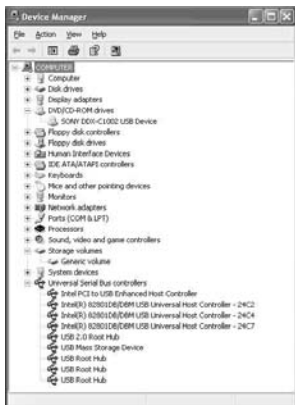 Device Manager
File Action View Help
COMPUTER
Computer
Disk drives
Display adapters
DVD/CD-ROM drives
SONY DDX-C1002 USB Device
Floppy disk controllers
Floppy disk drives
Human Interface Devices
IDE ATA/ATAPI controllers
Keyboards
Mice and other pointing devices
Monitors
Network adapters
Ports (COM & LPT)
Processors
Sound, video and game controllers
Storage volumes
Generic volume
System devices
Universal Serial Bus controllers
Intel PCI to USB Enhanced Host Controller
Intel(R) 82801DB/DBM USB Universal Host Controller - 24C2
Intel(R) 82801DB/DBM USB Universal Host Controller - 24C4
Intel(R) 82801DB/DBM USB Universal Host Controller - 24C7
USB 2.0 Root Hub
USB Mass Storage Device
USB Root Hub
USB Root Hub
USB Root Hub